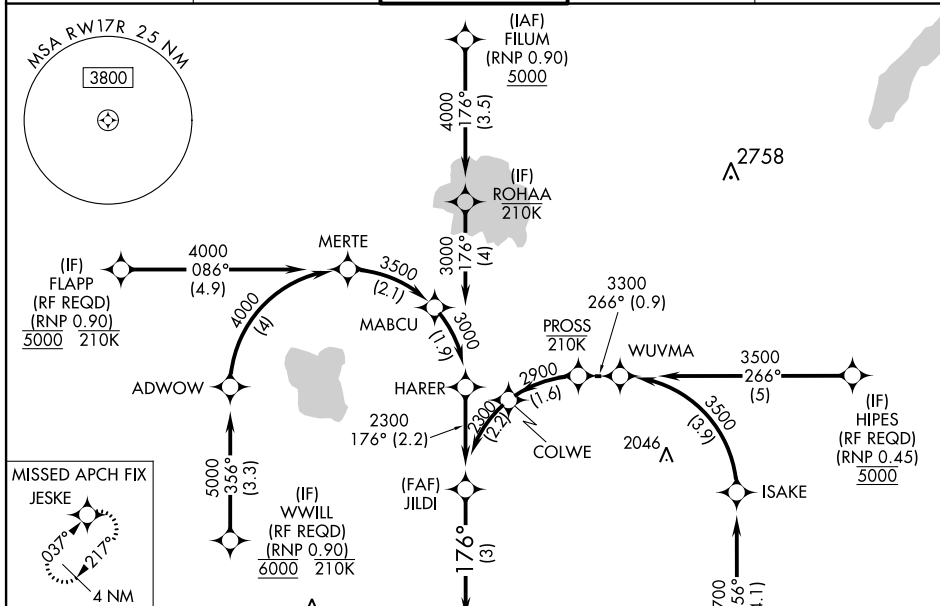 MSA RW17R 25 NM
3800
(IAF)
FILUM
(RNP 0.90)
5000
4000
176°
(3.5)
2758
(IF)
ROHAA
210K
3000
176°
(4)
MERTE
4000
086°
(4.9)
(IF)
FLAPP
(RF REQD)
(RNP 0.90)
5000 210K
3500
(2.1)
4000
(4)
MABCU
3000
(1.9)
3300
266° (0.9)
PROSS
210K
WUVMA
3500
266°
(5)
ADWOW
HARER
2900
(1.6)
2300
176° (2.2)
2300
(2.2)
COLWE
3500
(3.9)
2046
(IF)
HIPES
(RF REQD)
(RNP 0.45)
5000
5000
356°
(3.3)
(IF)
WWILL
(RF REQD)
(RNP 0.90)
6000 210K
(FAF)
JILDI
ISAKE
176°
(3)
MISSED APCH FIX
JESKE
037°
217°
4 NM